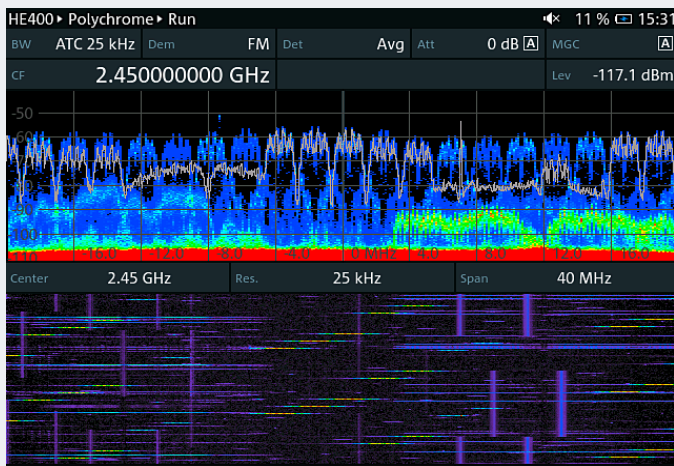 HE400 ▸ Polychrome ▸ Run 11 % 15:31
BW ATC 25 kHz Dem FM Det Avg Att 0 dB A MGC A
CF 2.450000000 GHz Lev -117.1 dBm
-50
-16.0 -12.0 -8.0 -4.0 0 MHz 4.0 8.0 12.0 16.0
Center 2.45 GHz Res. 25 kHz Span 40 MHz